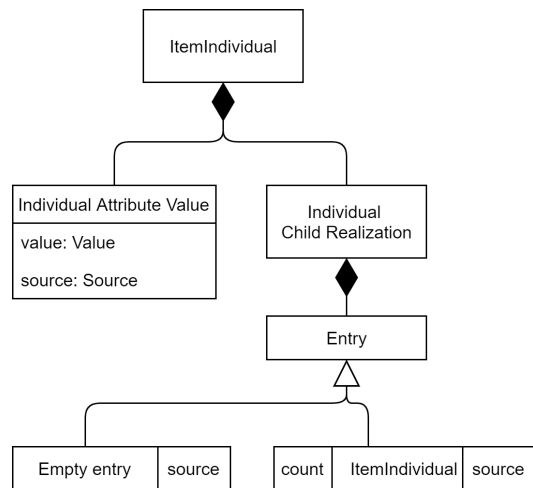 ItemIndividual
Individual Attribute Value
value: Value
source: Source
Individual
Child Realization
Entry
Empty entry
source
count
ItemIndividual
source